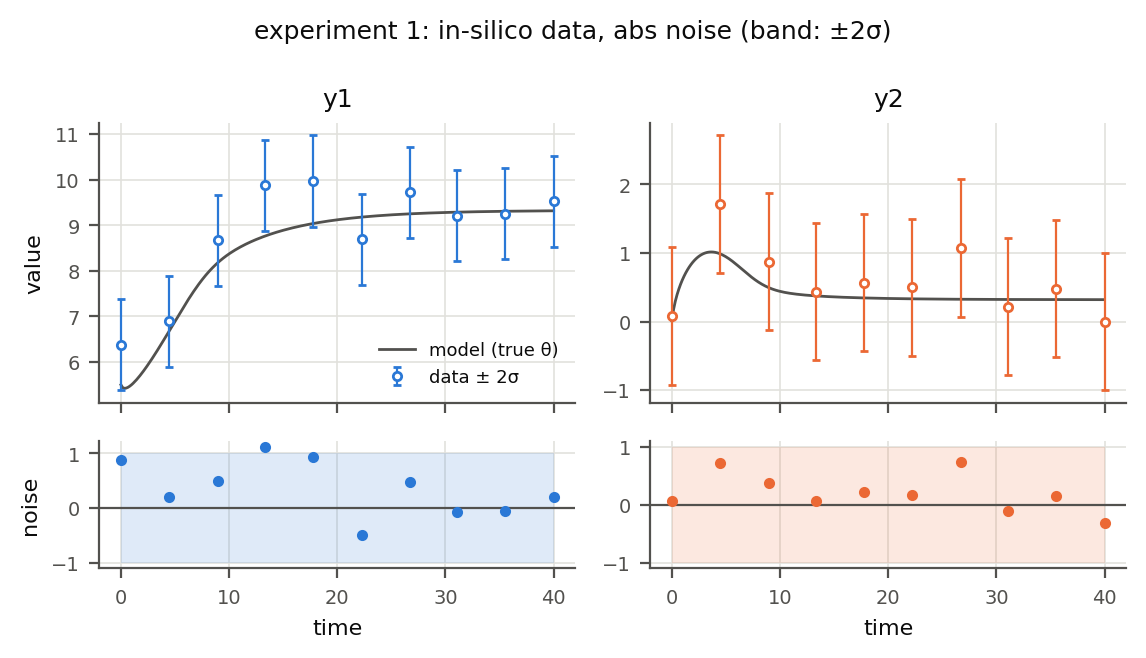 experiment 1: in-silico data, abs noise (band: ±2σ)
y1
y2
value
11
10
9
8
7
6
model (true θ)
data ± 2σ
2
1
0
−1
noise
1
0
−1
1
0
−1
0 10 20 30 40
0 10 20 30 40
time
time